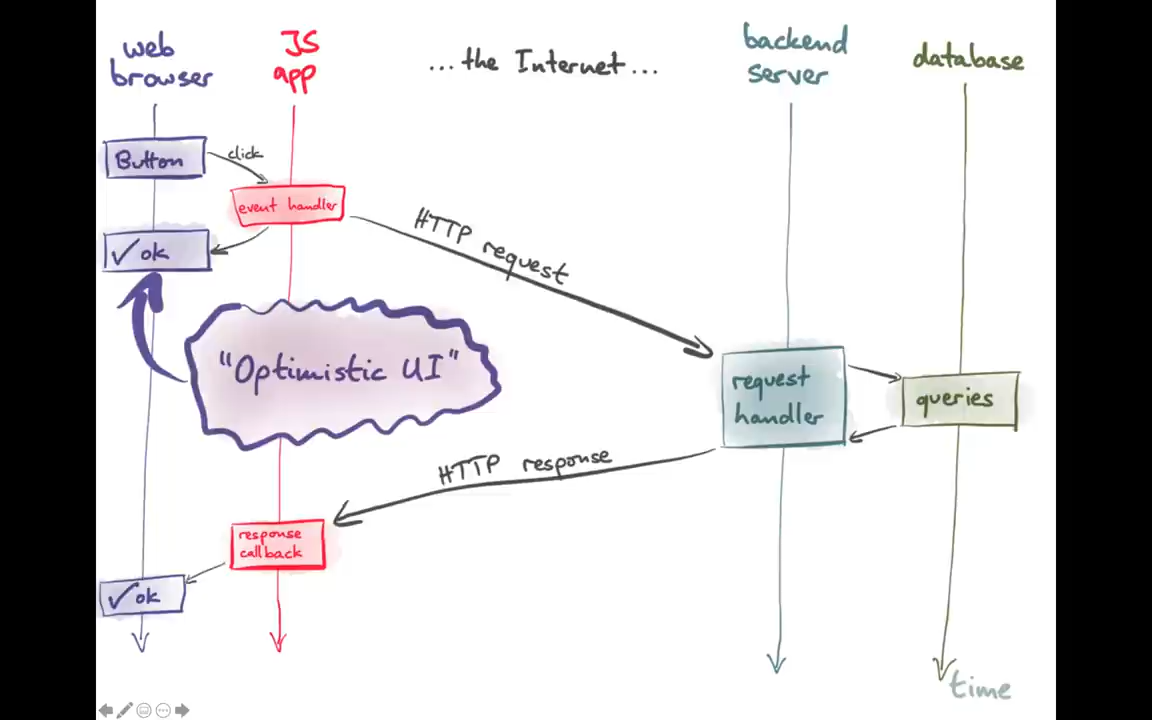 web
browser
JS
app
...the Internet...
backend
server
database
Button
click
event handler
✓ ok
HTTP request
"Optimistic UI"
request
handler
queries
HTTP response
response
callback
✓ ok
time